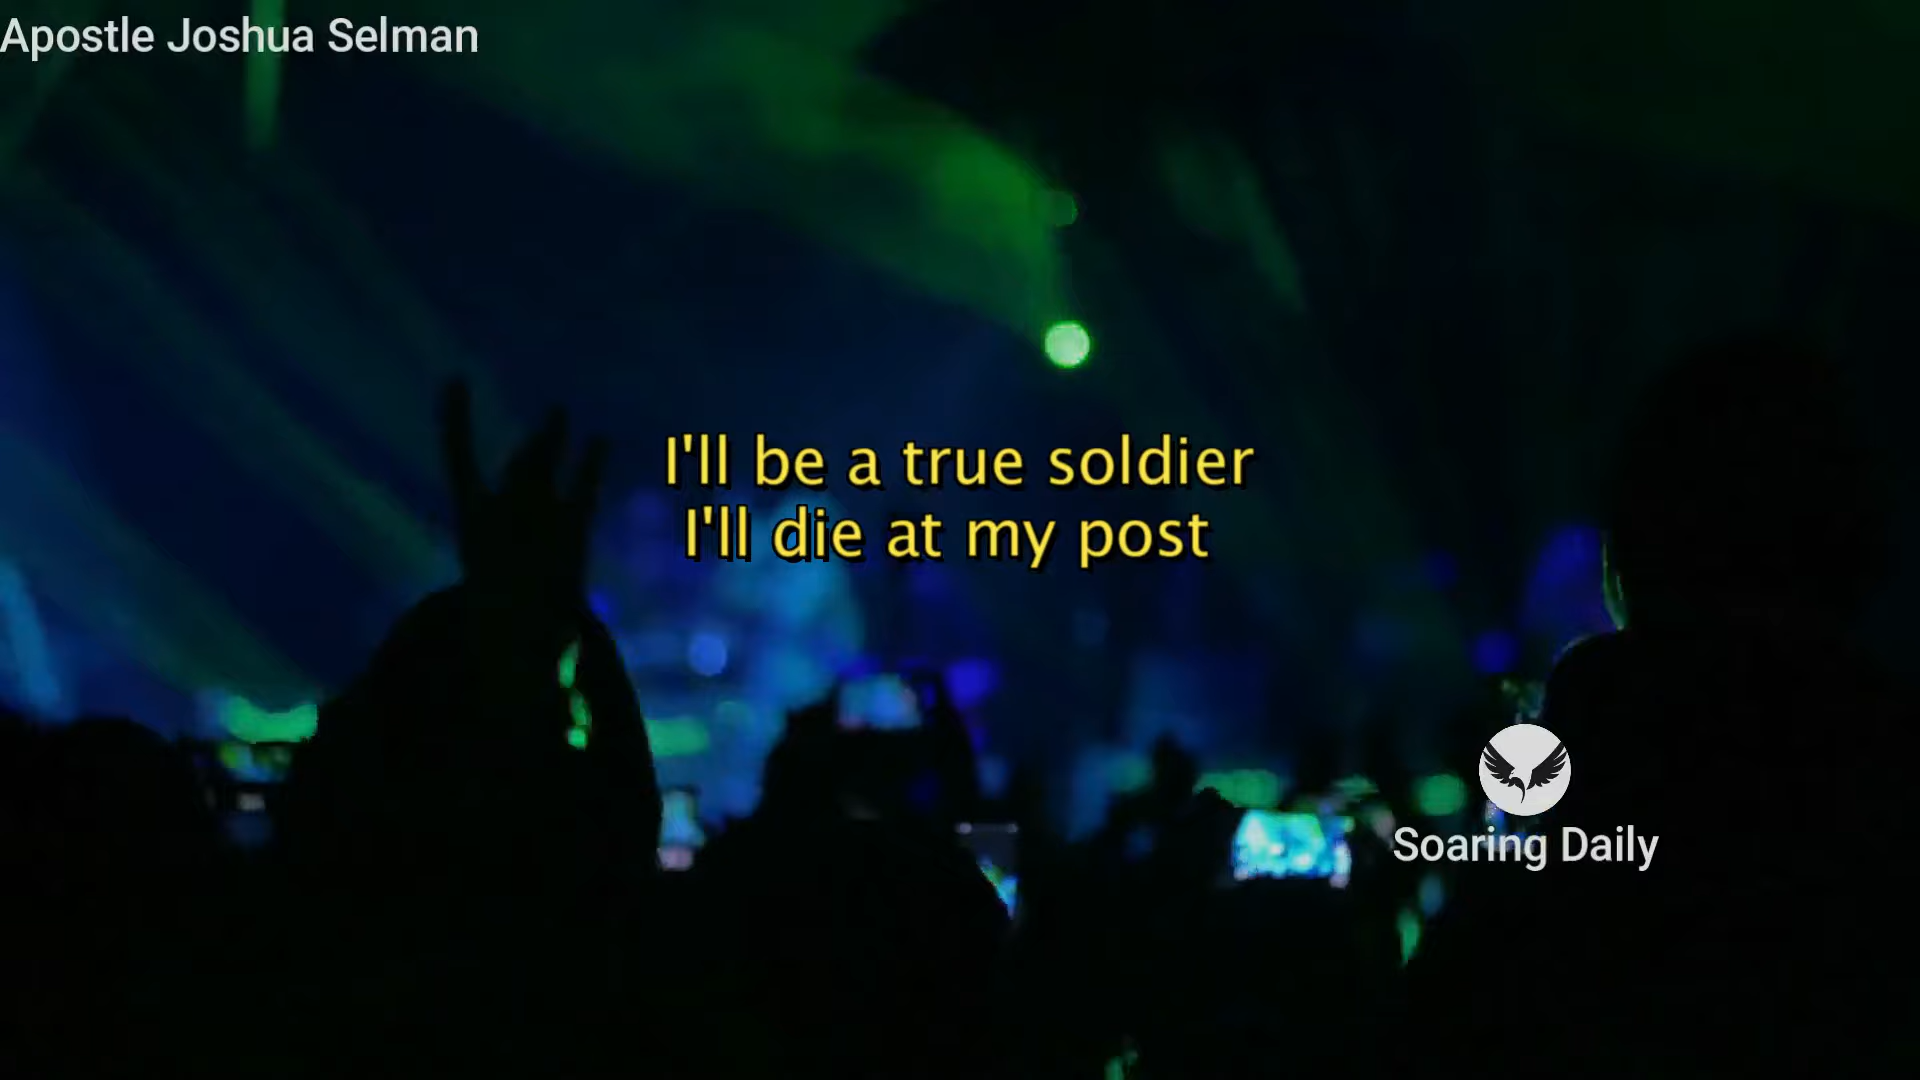 Apostle Joshua Selman
I'll be a true soldier
I'll die at my post
Soaring Daily